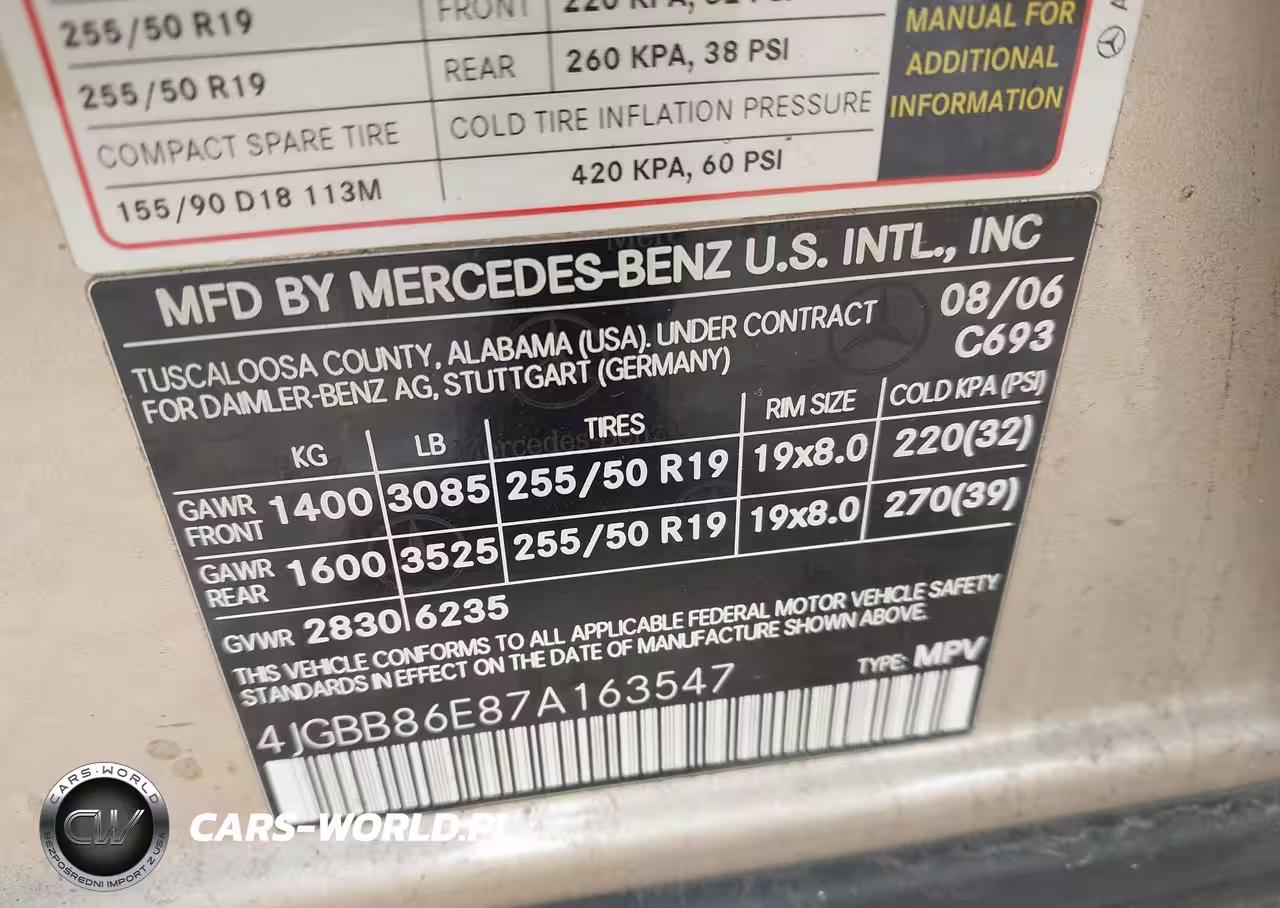 255/50 R19 FRONT 220 KPA, 32 PSI
255/50 R19 REAR 260 KPA, 38 PSI
MANUAL FOR
ADDITIONAL
INFORMATION
COMPACT SPARE TIRE COLD TIRE INFLATION PRESSURE
155/90 D18 113M 420 KPA, 60 PSI
MFD BY MERCEDES-BENZ U.S. INTL., INC
TUSCALOOSA COUNTY, ALABAMA (USA). UNDER CONTRACT 08/06
FOR DAIMLER-BENZ AG, STUTTGART (GERMANY) C693
KG LB TIRES RIM SIZE COLD KPA (PSI)
GAWR FRONT 1400 3085 255/50 R19 19x8.0 220(32)
GAWR REAR 1600 3525 255/50 R19 19x8.0 270(39)
GVWR 2830 6235
THIS VEHICLE CONFORMS TO ALL APPLICABLE FEDERAL MOTOR VEHICLE SAFETY
STANDARDS IN EFFECT ON THE DATE OF MANUFACTURE SHOWN ABOVE.
4JGBB86E87A163547 TYPE: MPV
CARS-WORLD
CW
BEZPOŚREDNI IMPORT Z USA
CARS-WORLD.PL